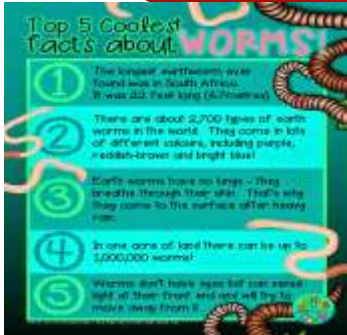 Top 5 Coolest
facts about WORMS!
1
The longest earthworm ever
found was in South Africa.
It was 22 feet long (6.7metres)
2
There are about 2,700 types of earth
worms in the world. They come in lots
of different colours, including purple,
reddish-brown and bright blue!
3
Earth worms have no lungs - they
breathe through their skin. That's why
they come to the surface after heavy
rain.
4
In one acre of land there can be up to
1,000,000 worms!
5
Worms don't have eyes but can sense
light at their front end and will try to
move away from it